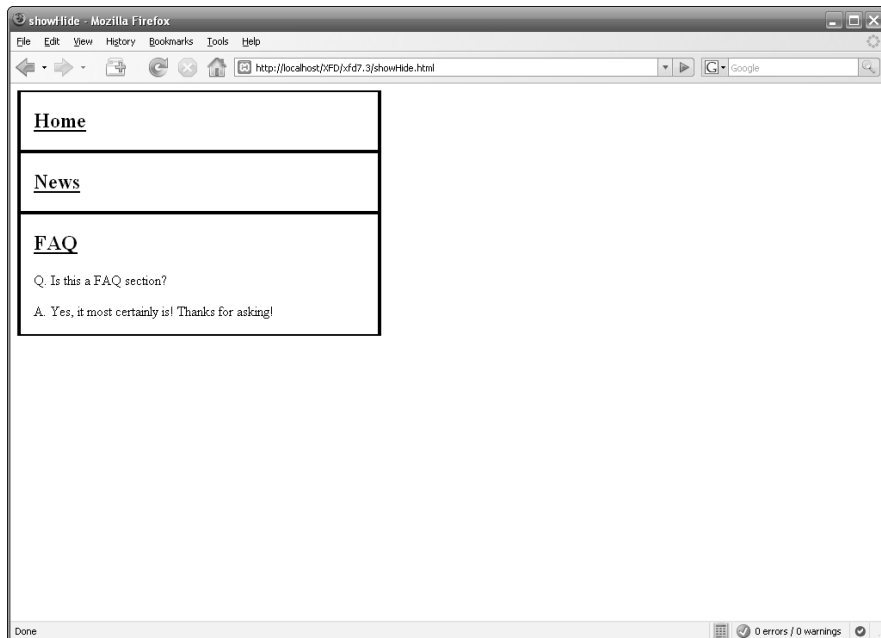 showHide - Mozilla Firefox
File Edit View History Bookmarks Tools Help
http://localhost/XFD/xfd7.3/showHide.html
G Google
Home
News
FAQ
Q. Is this a FAQ section?
A. Yes, it most certainly is! Thanks for asking!
Done
0 errors / 0 warnings